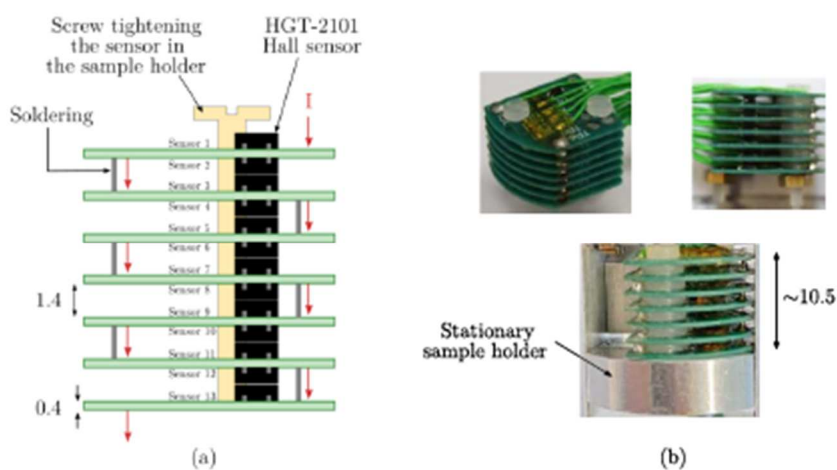 Screw tightening
the sensor in
the sample holder
HGT-2101
Hall sensor
Soldering
I
Sensor 1
Sensor 2
Sensor 3
Sensor 4
Sensor 5
Sensor 6
Sensor 7
Sensor 8
Sensor 9
Sensor 10
Sensor 11
Sensor 12
Sensor 13
1.4
0.4
(a)
~10.5
Stationary
sample holder
(b)